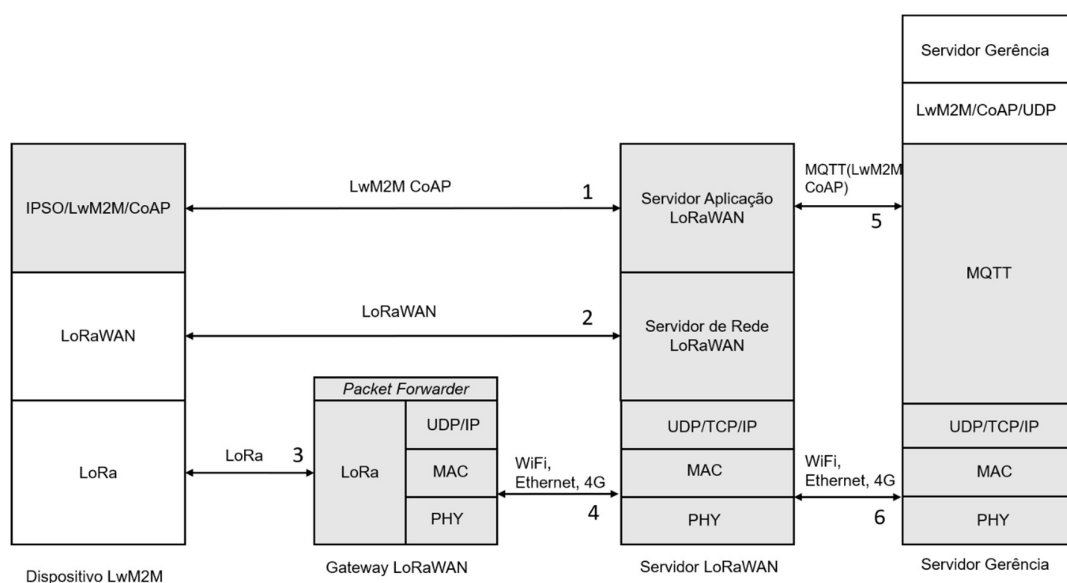 Servidor Gerência
LwM2M/CoAP/UDP
MQTT(LwM2M
CoAP)
5
MQTT
IPSO/LwM2M/CoAP
LwM2M CoAP
1
Servidor Aplicação
LoRaWAN
LoRaWAN
LoRaWAN
2
Servidor de Rede
LoRaWAN
Packet Forwarder
LoRa
LoRa
3
LoRa
UDP/IP
MAC
PHY
WiFi,
Ethernet, 4G
4
UDP/TCP/IP
MAC
PHY
WiFi,
Ethernet, 4G
6
UDP/TCP/IP
MAC
PHY
Dispositivo LwM2M
Gateway LoRaWAN
Servidor LoRaWAN
Servidor Gerência